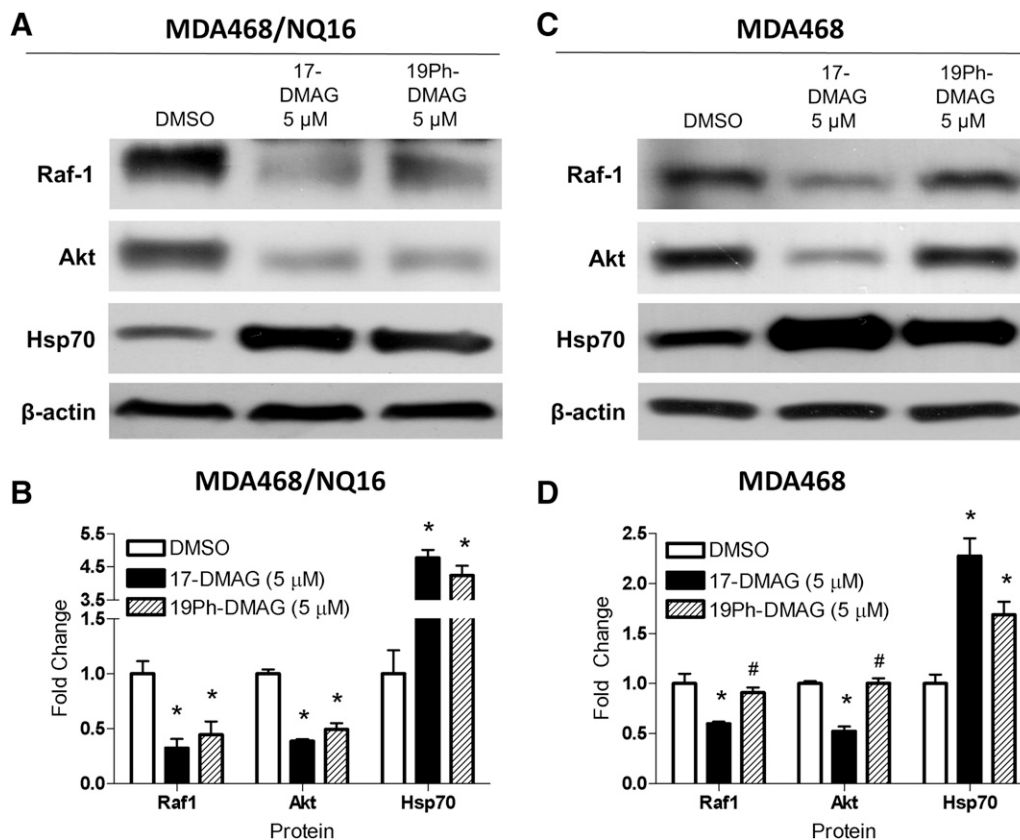 A
MDA468/NQ16
17-
DMAG
5 µM
19Ph-
DMAG
5 µM
DMSO
Raf-1
Akt
Hsp70
β-actin
B
MDA468/NQ16
5.5
4.5
3.5
1.5
1.0
0.5
0.0
Fold Change
DMSO
17-DMAG (5 µM)
19Ph-DMAG (5 µM)
* *
* *
* *
Raf1 Akt Hsp70
Protein
C
MDA468
17-
DMAG
5 µM
19Ph-
DMAG
5 µM
DMSO
Raf-1
Akt
Hsp70
β-actin
D
MDA468
2.5
2.0
1.5
1.0
0.5
0.0
Fold Change
DMSO
17-DMAG (5 µM)
19Ph-DMAG (5 µM)
* #
* #
* *
Raf1 Akt Hsp70
Protein